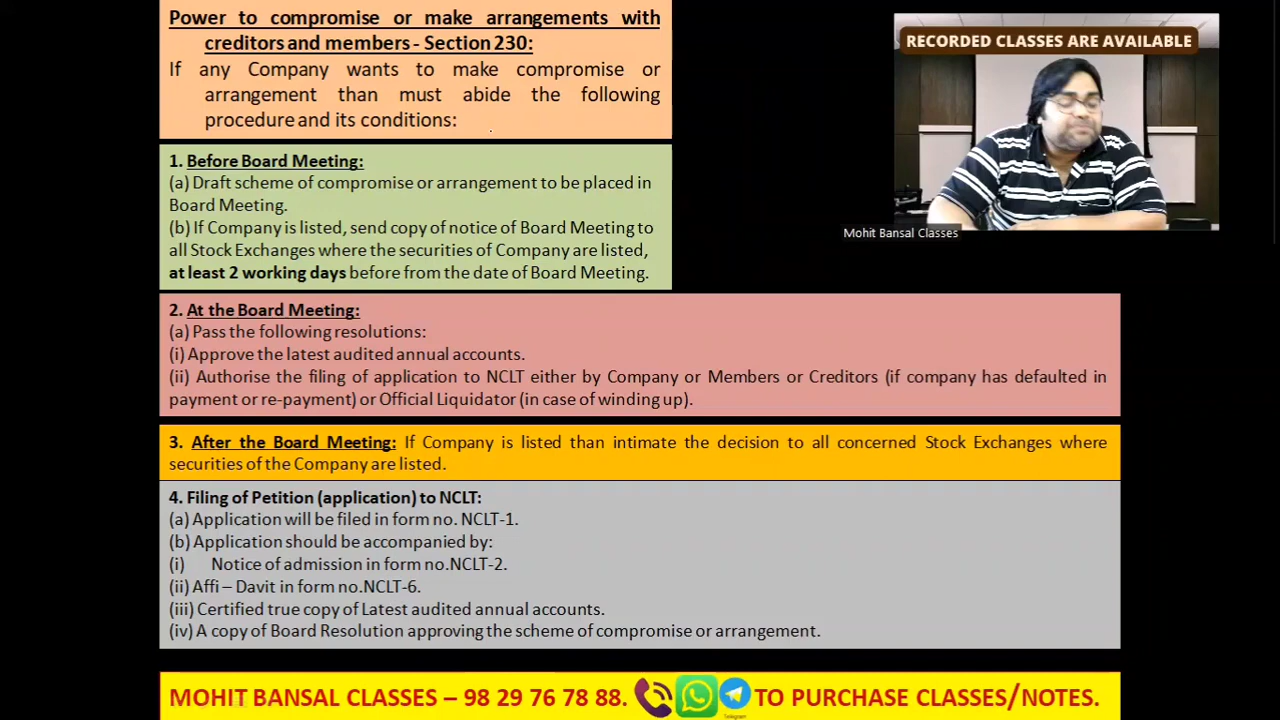 Power to compromise or make arrangements with
creditors and members - Section 230:
If any Company wants to make compromise or
arrangement than must abide the following
procedure and its conditions:
RECORDED CLASSES ARE AVAILABLE
Mohit Bansal Classes
1. Before Board Meeting:
(a) Draft scheme of compromise or arrangement to be placed in
Board Meeting.
(b) If Company is listed, send copy of notice of Board Meeting to
all Stock Exchanges where the securities of Company are listed,
at least 2 working days before from the date of Board Meeting.
2. At the Board Meeting:
(a) Pass the following resolutions:
(i) Approve the latest audited annual accounts.
(ii) Authorise the filing of application to NCLT either by Company or Members or Creditors (if company has defaulted in
payment or re-payment) or Official Liquidator (in case of winding up).
3. After the Board Meeting: If Company is listed than intimate the decision to all concerned Stock Exchanges where
securities of the Company are listed.
4. Filing of Petition (application) to NCLT:
(a) Application will be filed in form no. NCLT-1.
(b) Application should be accompanied by:
(i) Notice of admission in form no.NCLT-2.
(ii) Affi – Davit in form no.NCLT-6.
(iii) Certified true copy of Latest audited annual accounts.
(iv) A copy of Board Resolution approving the scheme of compromise or arrangement.
MOHIT BANSAL CLASSES – 98 29 76 78 88. TO PURCHASE CLASSES/NOTES.
Telegram